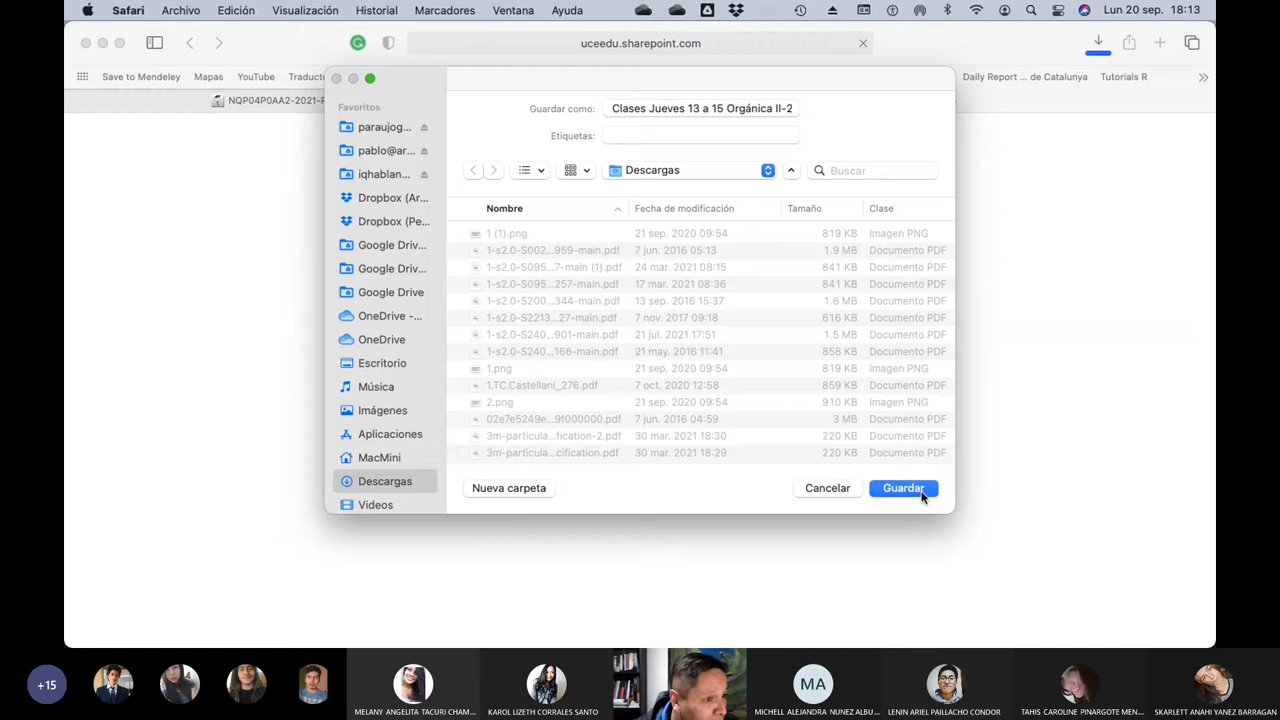 Safari Archivo Edición Visualización Historial Marcadores Ventana Ayuda Lun 20 sep. 18:13
uceedu.sharepoint.com
Save to Mendeley Mapas YouTube Traducto Daily Report ... de Catalunya Tutorials R
NQP04P0AA2-2021-P
Favoritos
paraujog...
pablo@ar...
iqhablan...
Dropbox (Ar...
Dropbox (Pe...
Google Driv...
Google Driv...
Google Drive
OneDrive -...
OneDrive
Escritorio
Música
Imágenes
Aplicaciones
MacMini
Descargas
Videos
Guardar como: Clases Jueves 13 a 15 Orgánica II-2
Etiquetas:
Descargas Buscar
Nombre Fecha de modificación Tamaño Clase
1 (1).png 21 sep. 2020 09:54 819 KB Imagen PNG
1-s2.0-S002...959-main.pdf 7 jun. 2016 05:13 1.9 MB Documento PDF
1-s2.0-S095...7-main (1).pdf 24 mar. 2021 08:15 841 KB Documento PDF
1-s2.0-S095...257-main.pdf 17 mar. 2021 08:36 841 KB Documento PDF
1-s2.0-S200...344-main.pdf 13 sep. 2016 15:37 1.6 MB Documento PDF
1-s2.0-S2213...27-main.pdf 7 nov. 2017 09:18 616 KB Documento PDF
1-s2.0-S240...901-main.pdf 21 jul. 2021 17:51 1.5 MB Documento PDF
1-s2.0-S240...166-main.pdf 21 may. 2016 11:41 858 KB Documento PDF
1.png 21 sep. 2020 09:54 819 KB Imagen PNG
1.TC.Castellani_276.pdf 7 oct. 2020 12:58 859 KB Documento PDF
2.png 21 sep. 2020 09:54 910 KB Imagen PNG
02e7e5249e...9f000000.pdf 7 jun. 2016 04:59 3 MB Documento PDF
3m-particula...fication-2.pdf 30 mar. 2021 18:30 220 KB Documento PDF
3m-particula...cification.pdf 30 mar. 2021 18:29 220 KB Documento PDF
Nueva carpeta Cancelar Guardar
+15 MA
MELANY ANGELITA TACURI CHAM... KAROL LIZETH CORRALES SANTO MICHELL ALEJANDRA NUNEZ ALBU... LENIN ARIEL PAILLACHO CONDOR TAHIS CAROLINE PINARGOTE MEN... SKARLETT ANAHI YANEZ BARRAGAN